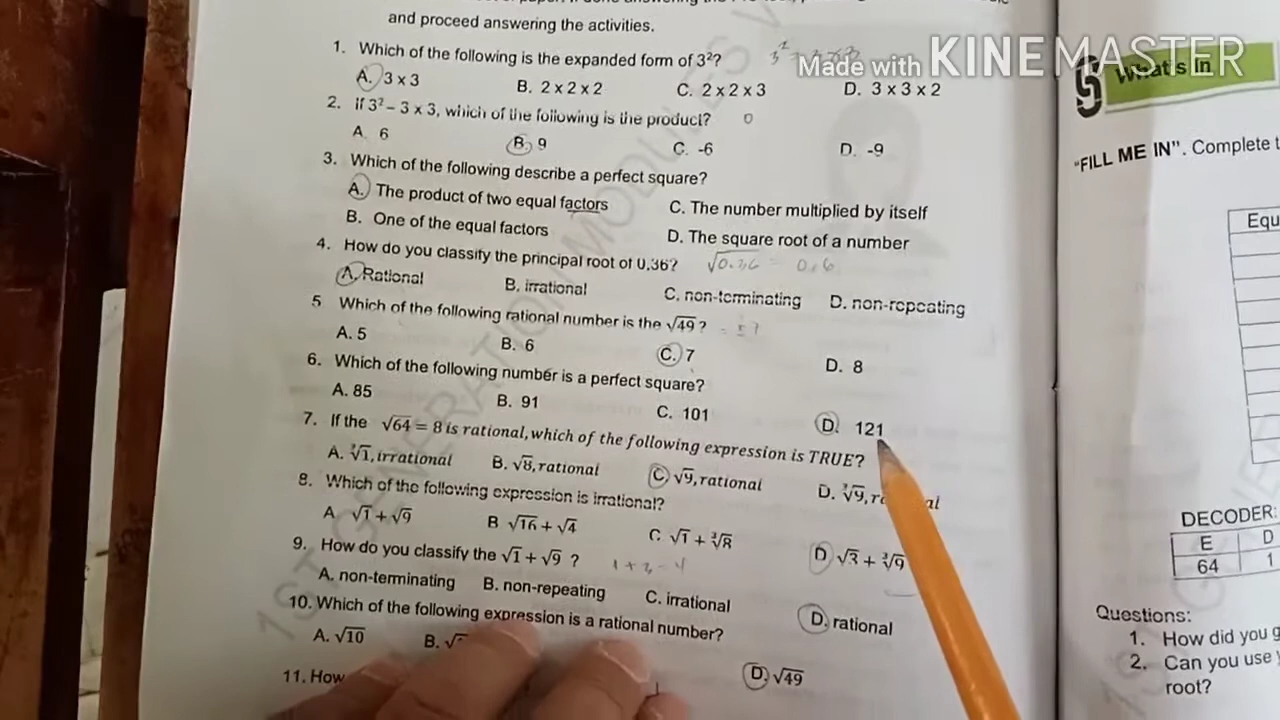 and proceed answering the activities.
Made with KINEMASTER
1. Which of the following is the expanded form of 3²?
A. 3 x 3 B. 2 x 2 x 2 C. 2 x 2 x 3 D. 3 x 3 x 2
2. If 3² – 3 x 3, which of the following is the product? 0
A. 6 B. 9 C. -6 D. -9
3. Which of the following describe a perfect square?
A. The product of two equal factors C. The number multiplied by itself
B. One of the equal factors D. The square root of a number
4. How do you classify the principal root of 0.36? √0.36 = 0.6
A. Rational B. irrational C. non-terminating D. non-repeating
5 Which of the following rational number is the √49 ?
A. 5 B. 6 C. 7 D. 8
6. Which of the following number is a perfect square?
A. 85 B. 91 C. 101 D. 121
7. If the √64 = 8 is rational, which of the following expression is TRUE?
A. ∛1, irrational B. √8, rational C. √9, rational D. ∛9,
8. Which of the following expression is irrational?
A. √1 + √9 B √16 + √4 C. √1 + ∛8 D √3 + ∛9
9. How do you classify the √1 + √9 ? 1 + 3 = 4
A. non-terminating B. non-repeating C. irrational D. rational
10. Which of the following expression is a rational number?
A. √10 B. D. √49
11. How
1ST GENERATION MODULES
What's In
"FILL ME IN". Complete
DECODER:
E D
64 1
Questions:
1. How did you
2. Can you use
root?